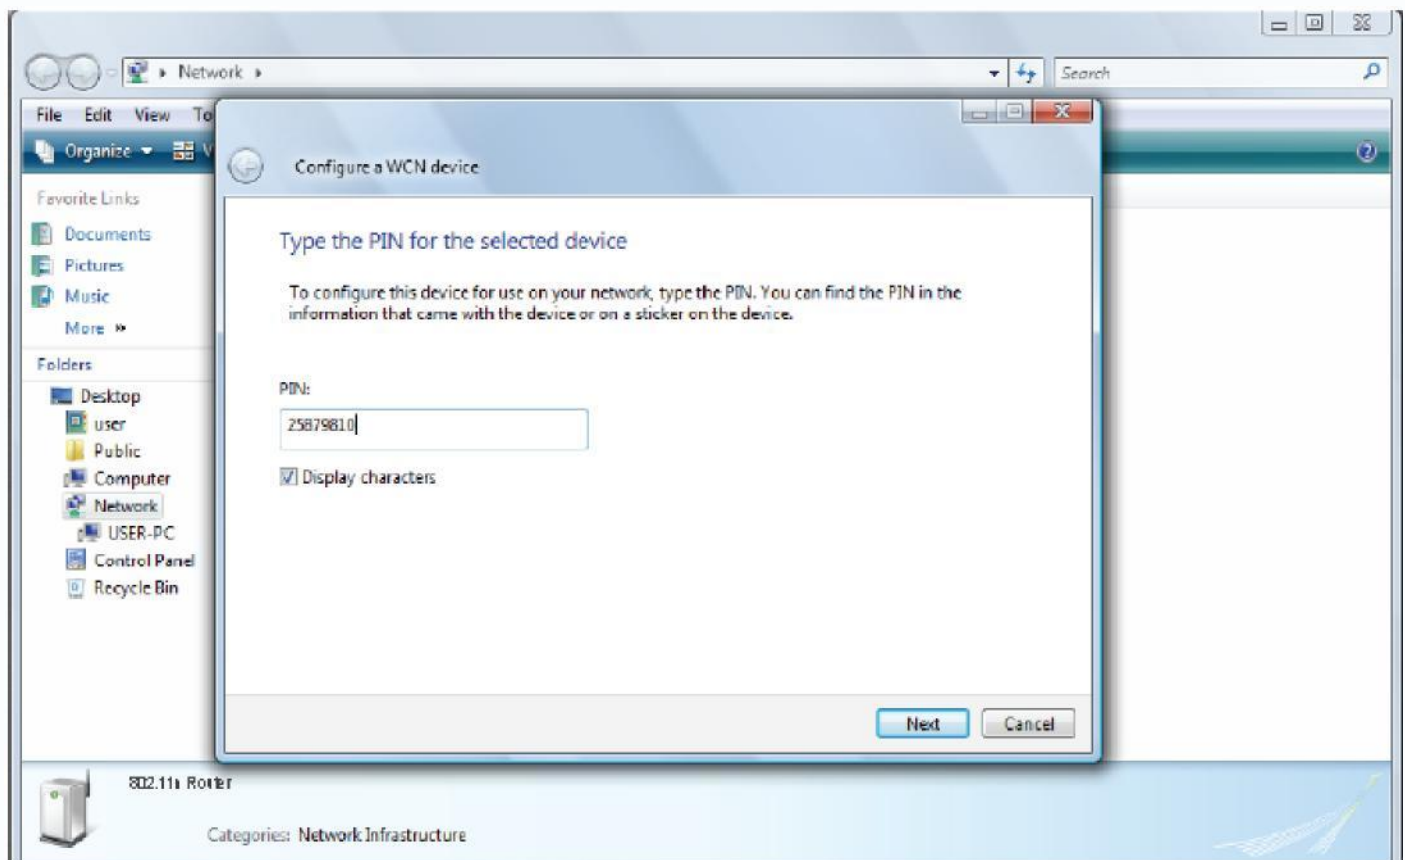 Network
Search
File Edit View To
Organize V
Configure a WCN device
Favorite Links
Documents
Pictures
Music
More »
Folders
Desktop
user
Public
Computer
Network
USER-PC
Control Panel
Recycle Bin
Type the PIN for the selected device
To configure this device for use on your network, type the PIN. You can find the PIN in the
information that came with the device or on a sticker on the device.
PIN:
25879810
Display characters
Next Cancel
802.11n Router
Categories: Network Infrastructure